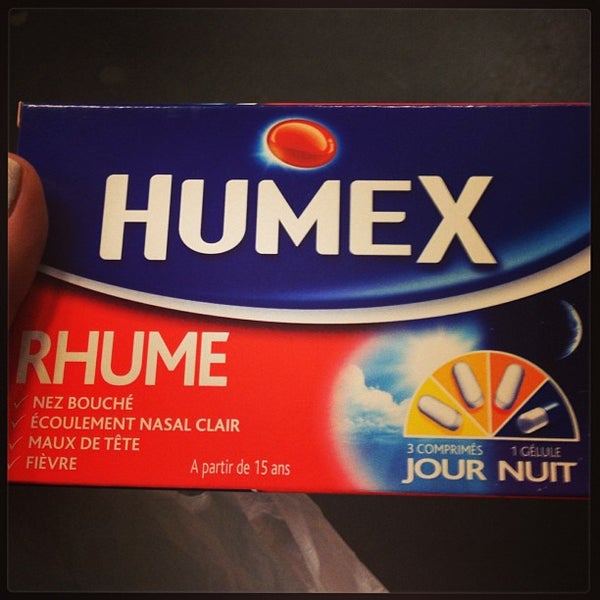 HUMEX
RHUME
NEZ BOUCHÉ
ÉCOULEMENT NASAL CLAIR
MAUX DE TÊTE
FIÈVRE
A partir de 15 ans
3 COMPRIMÉS
JOUR
1 GÉLULE
NUIT